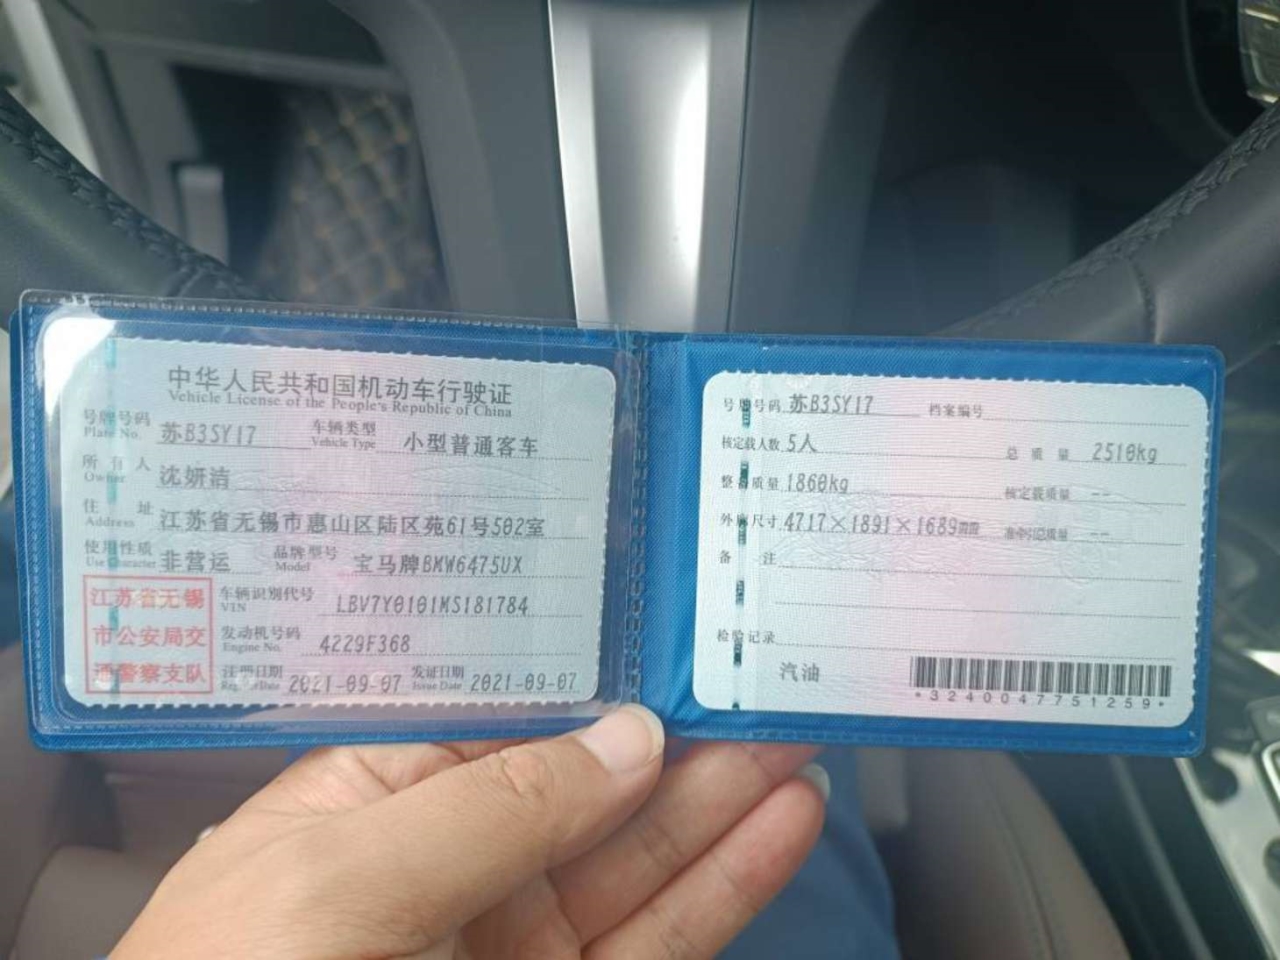 中华人民共和国机动车行驶证
Vehicle License of the People's Republic of China
号牌号码 Plate No. 苏B3SY17 车辆类型 Vehicle Type 小型普通客车
所有人 Owner 沈妍洁
住址 Address 江苏省无锡市惠山区陆区苑61号502室
使用性质 Use Character 非营运 品牌型号 Model 宝马牌BMW6475UX
江苏省无锡
市公安局交
通警察支队
车辆识别代号 VIN LBV7Y0101MS181784
发动机号码 Engine No. 4229F368
注册日期 Register Date 2021-09-07 发证日期 Issue Date 2021-09-07
号牌号码 苏B3SY17 档案编号
核定载人数 5人 总质量 2510kg
整备质量 1860kg 核定载质量 --
外廓尺寸 4717×1891×1689mm 准牵引总质量 --
备注
检验记录
汽油
*3240047751259*